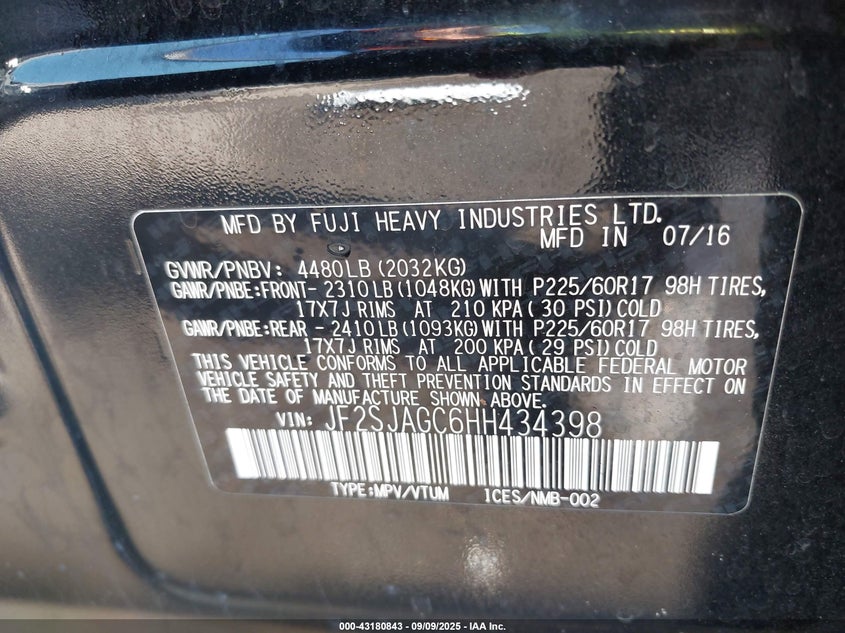 MFD BY FUJI HEAVY INDUSTRIES LTD.
MFD IN 07/16
GVWR/PNBV: 4480LB (2032KG)
GAWR/PNBE:FRONT- 2310LB (1048KG) WITH P225/60R17 98H TIRES,
17X7J RIMS AT 210 KPA ( 30 PSI) COLD
GAWR/PNBE:REAR - 2410LB (1093KG) WITH P225/60R17 98H TIRES,
17X7J RIMS AT 200 KPA ( 29 PSI) COLD
THIS VEHICLE CONFORMS TO ALL APPLICABLE FEDERAL MOTOR
VEHICLE SAFETY AND THEFT PREVENTION STANDARDS IN EFFECT ON
THE DATE OF MANUFACTURE SHOWN ABOVE.
VIN: JF2SJAGC6HH434398
TYPE:MPV/VTUM ICES/NMB-002
000-43180843 - 09/09/2025 - IAA Inc.